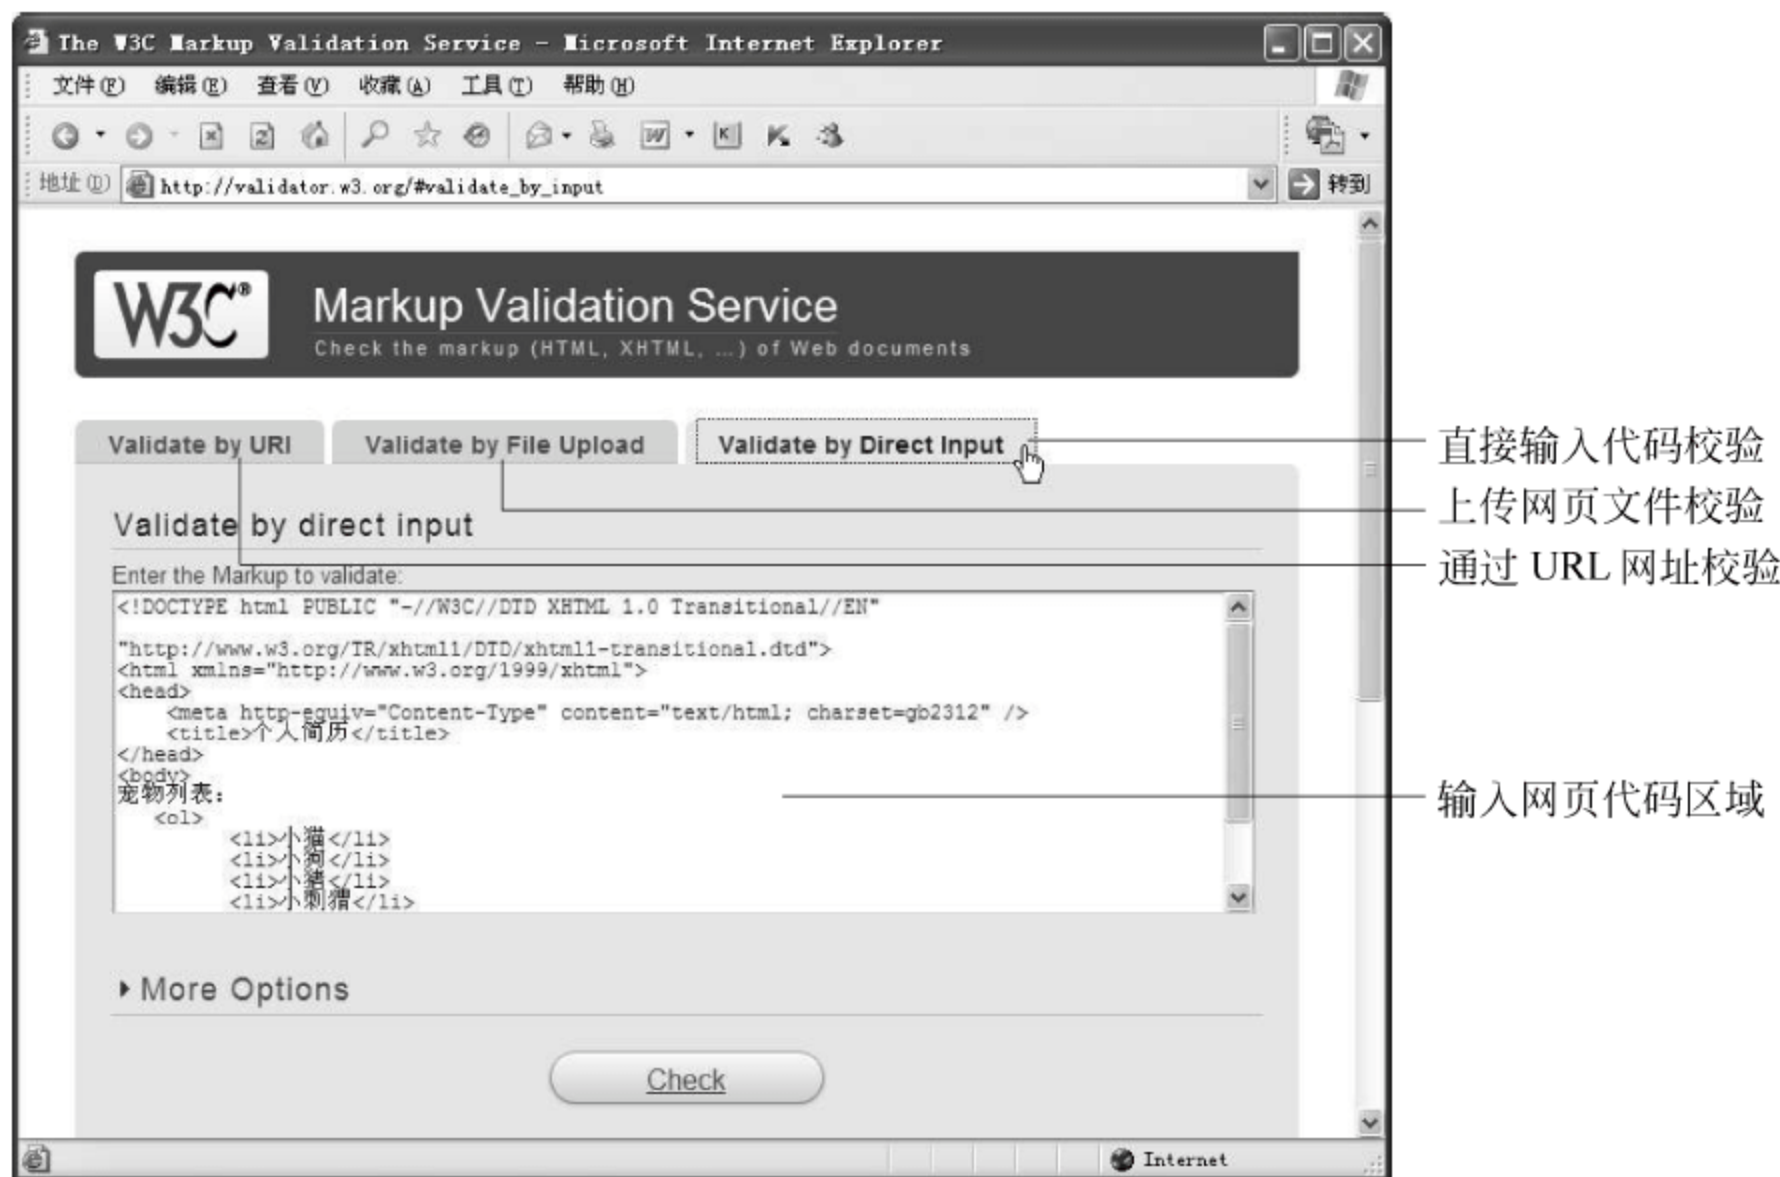 The W3C Markup Validation Service - Microsoft Internet Explorer
文件(F) 编辑(E) 查看(V) 收藏(A) 工具(T) 帮助(H)
地址(D) http://validator.w3.org/#validate_by_input 转到
W3C® Markup Validation Service
Check the markup (HTML, XHTML, …) of Web documents
Validate by URI Validate by File Upload Validate by Direct Input
直接输入代码校验
上传网页文件校验
通过 URL 网址校验
Validate by direct input
Enter the Markup to validate:
<!DOCTYPE html PUBLIC "-//W3C//DTD XHTML 1.0 Transitional//EN"
"http://www.w3.org/TR/xhtml1/DTD/xhtml1-transitional.dtd">
<html xmlns="http://www.w3.org/1999/xhtml">
<head>
<meta http-equiv="Content-Type" content="text/html; charset=gb2312" />
<title>个人简历</title>
</head>
<body>
宠物列表：
<ol>
<li>小猫</li>
<li>小狗</li>
<li>小猪</li>
<li>小刺猬</li>
输入网页代码区域
More Options
Check
Internet